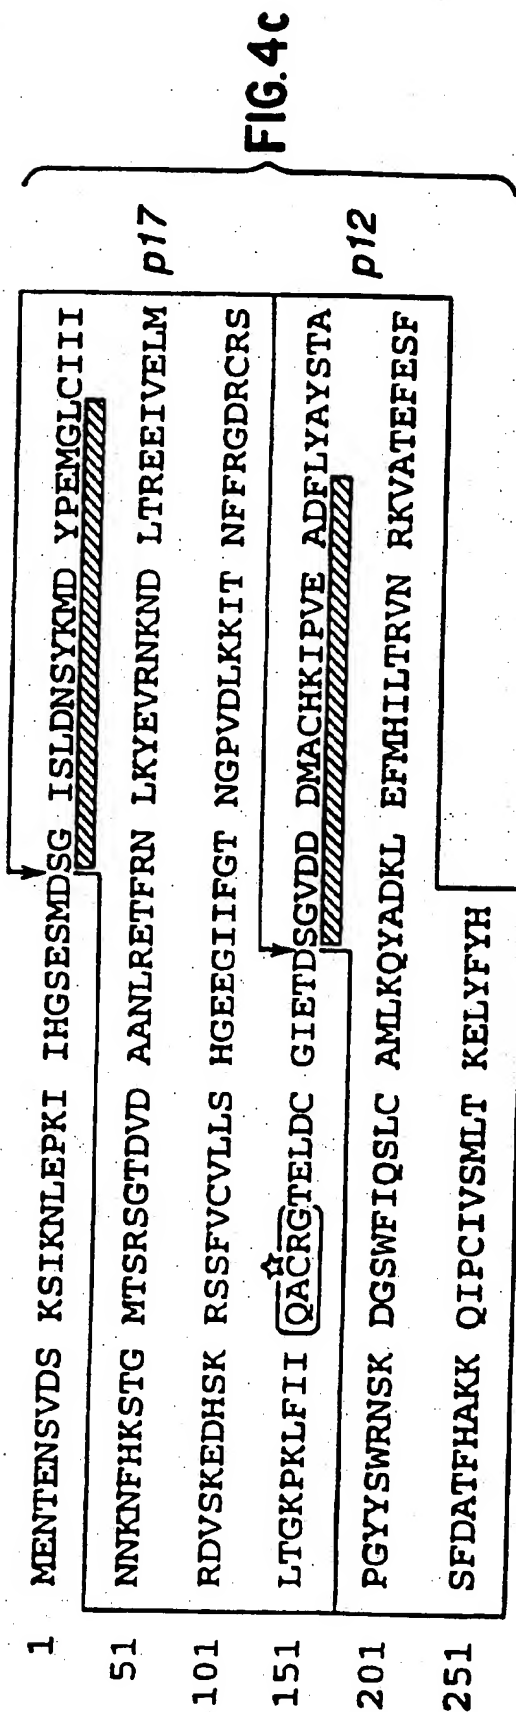 1 MENTENSVDS KSIKNLEPKI IHGSESMDSG ISLDNSYKMD YPEMGLCIII
51 NNKNFHKSTG MTSRSGTDVD AANLRETFRN LKYEVRNKND LTREEIVELM
p17
101 RDVSKEDHSK RSSFVCVLLS HGEEGIIFGT NGPVDLKKIT NFFRGDRCRS
151 LTGKPKLFII QACRGTELDC GIETDSGVDD DMACHKIPVE ADFLYAYSTA
p12
201 PGYYSWRNSK DGSWFIQSLC AMLKQYADKL EFMHILTRVN RKVATEFESF
251 SFDATFHAKK QIPCIVSMLT KELYFYH
FIG.4c